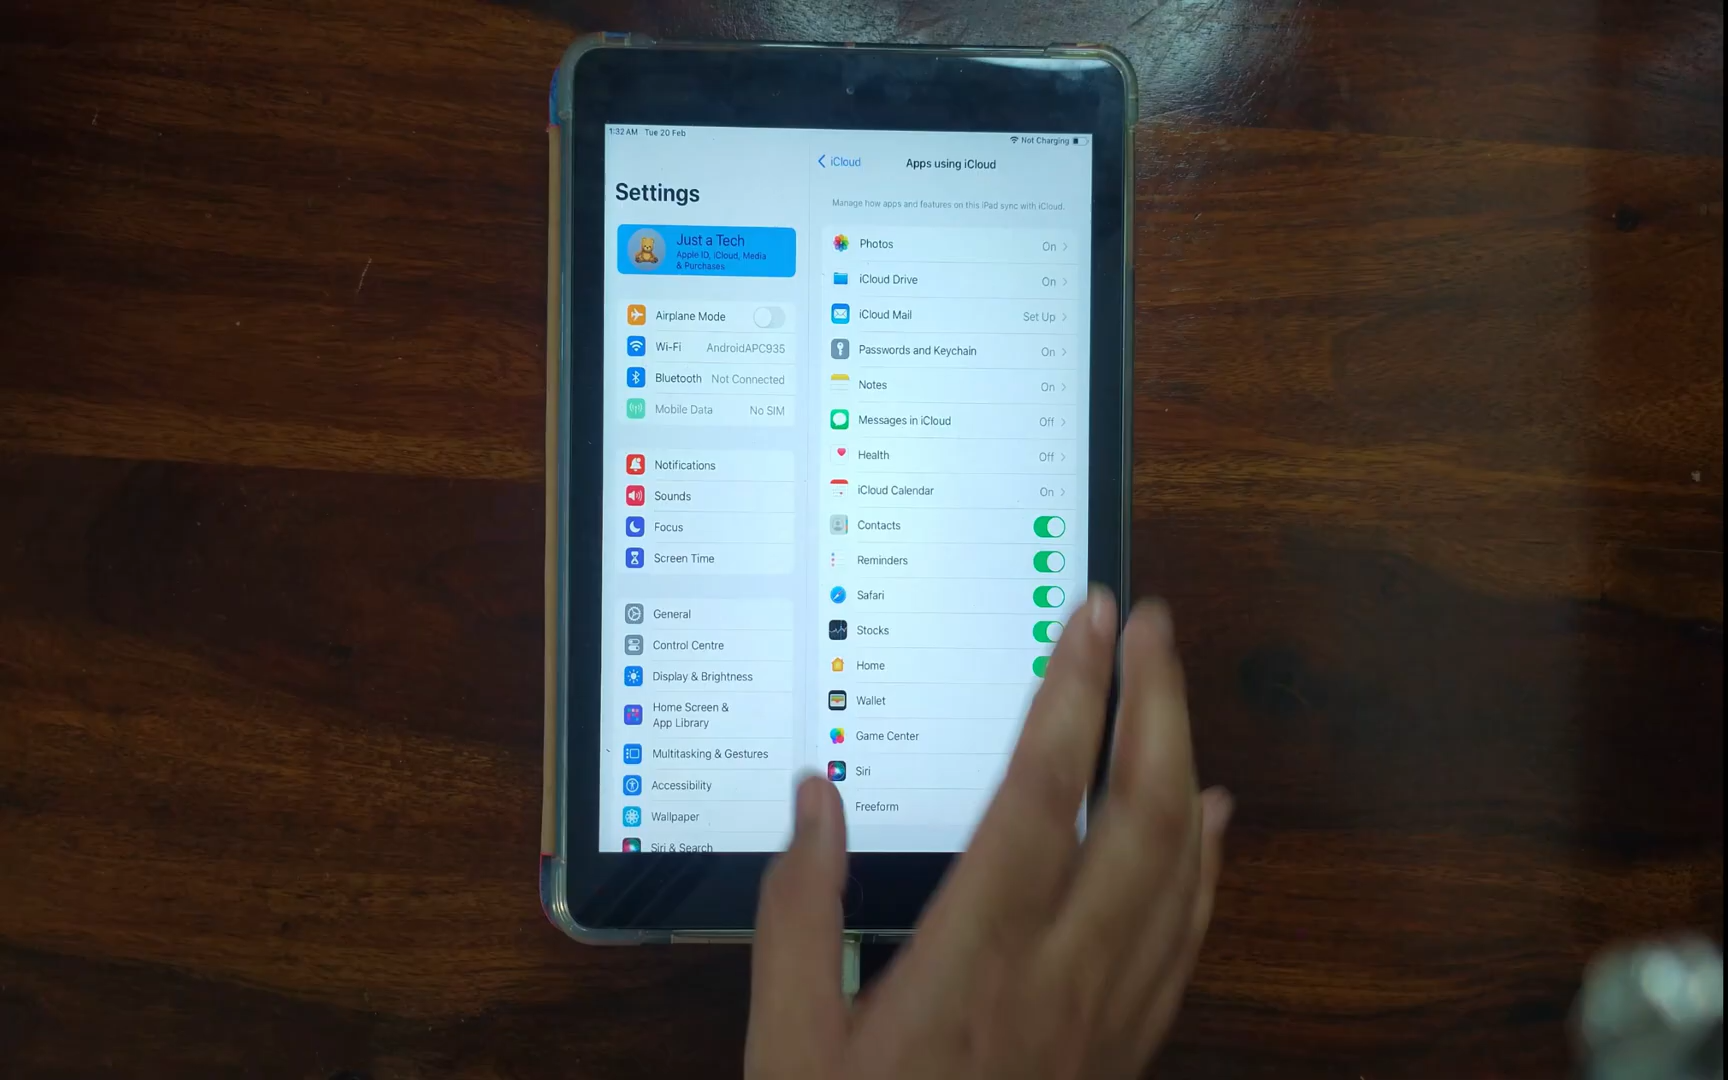 1:32 AM Tue 20 Feb
Not Charging
Settings
Just a Tech
Apple ID, iCloud, Media
& Purchases
Airplane Mode
Wi-Fi AndroidAPC935
Bluetooth Not Connected
Mobile Data No SIM
Notifications
Sounds
Focus
Screen Time
General
Control Centre
Display & Brightness
Home Screen &
App Library
Multitasking & Gestures
Accessibility
Wallpaper
Siri & Search
iCloud Apps using iCloud
Manage how apps and features on this iPad sync with iCloud.
Photos On
iCloud Drive On
iCloud Mail Set Up
Passwords and Keychain On
Notes On
Messages in iCloud Off
Health Off
iCloud Calendar On
Contacts
Reminders
Safari
Stocks
Home
Wallet
Game Center
Siri
Freeform